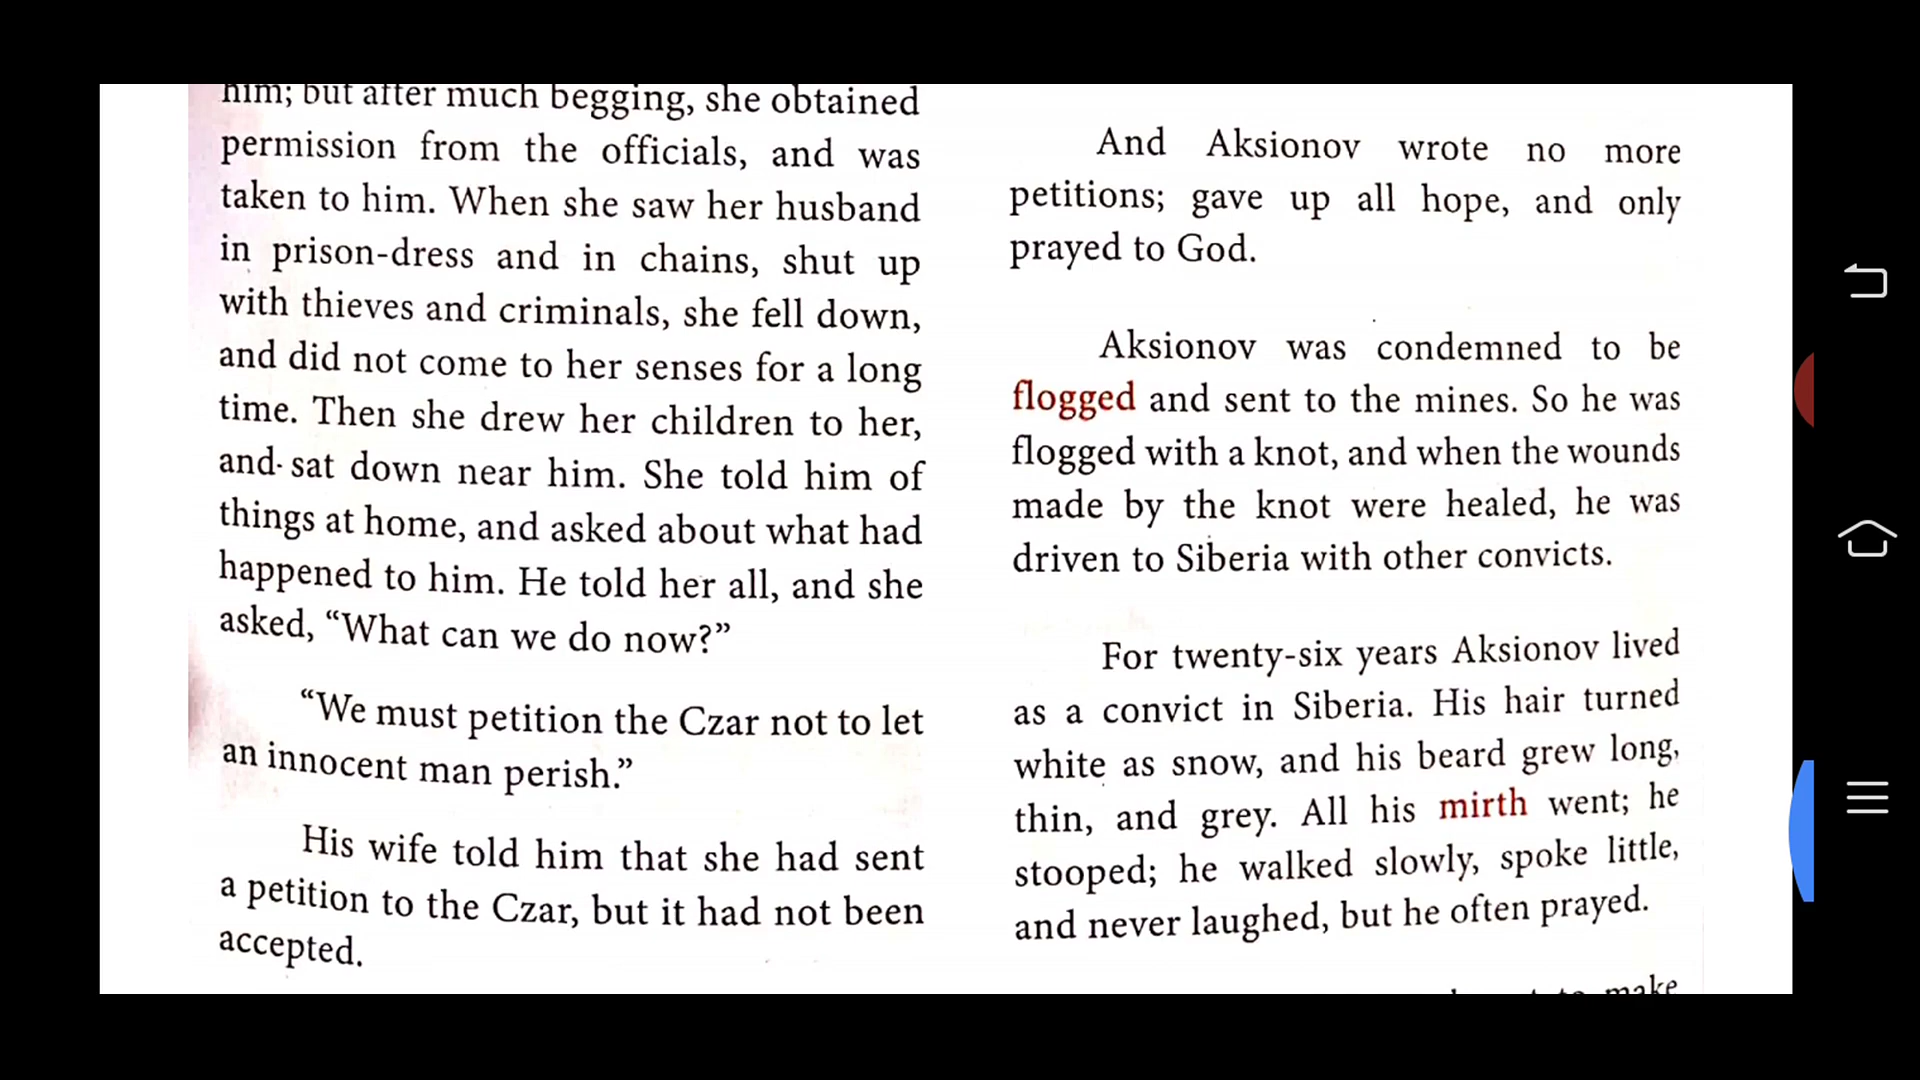 him; but after much begging, she obtained
permission from the officials, and was
taken to him. When she saw her husband
in prison-dress and in chains, shut up
with thieves and criminals, she fell down,
and did not come to her senses for a long
time. Then she drew her children to her,
and sat down near him. She told him of
things at home, and asked about what had
happened to him. He told her all, and she
asked, “What can we do now?”
“We must petition the Czar not to let
an innocent man perish.”
His wife told him that she had sent
a petition to the Czar, but it had not been
accepted.
And Aksionov wrote no more
petitions; gave up all hope, and only
prayed to God.
Aksionov was condemned to be
flogged and sent to the mines. So he was
flogged with a knot, and when the wounds
made by the knot were healed, he was
driven to Siberia with other convicts.
For twenty-six years Aksionov lived
as a convict in Siberia. His hair turned
white as snow, and his beard grew long,
thin, and grey. All his mirth went; he
stooped; he walked slowly, spoke little,
and never laughed, but he often prayed.
make